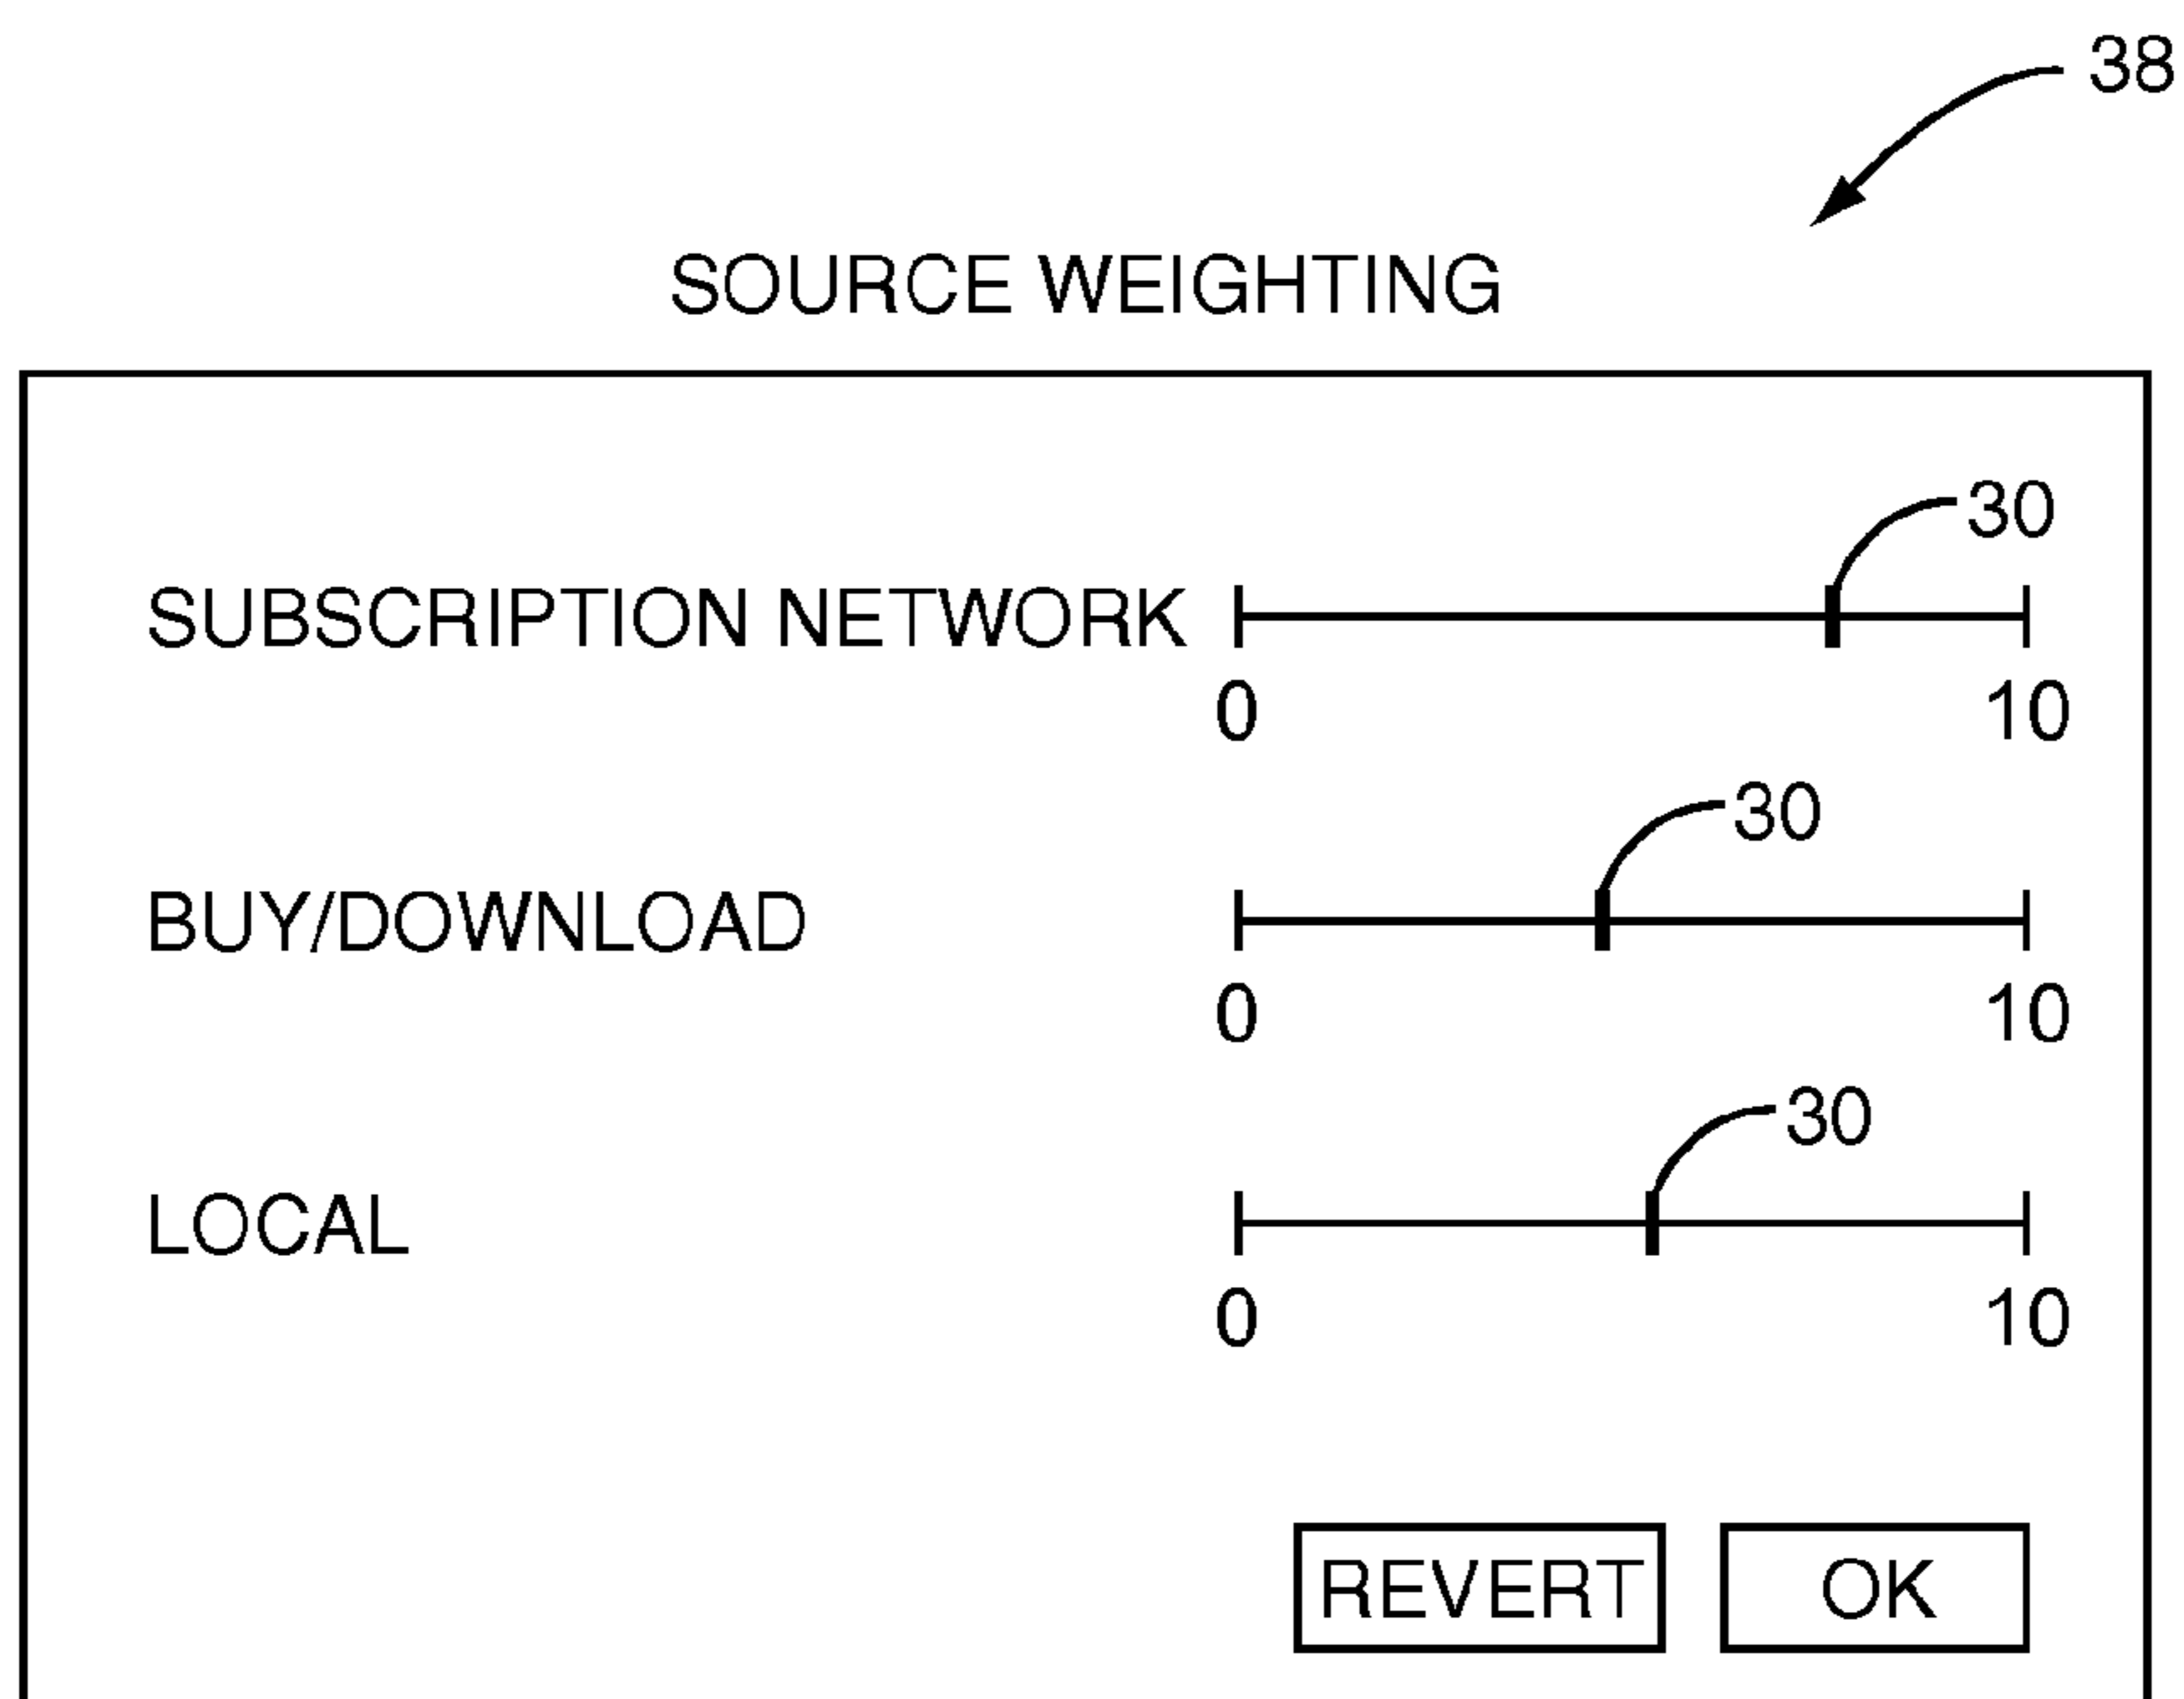 38
SOURCE WEIGHTING
30
SUBSCRIPTION NETWORK
0 10
30
BUY/DOWNLOAD
0 10
30
LOCAL
0 10
REVERT OK